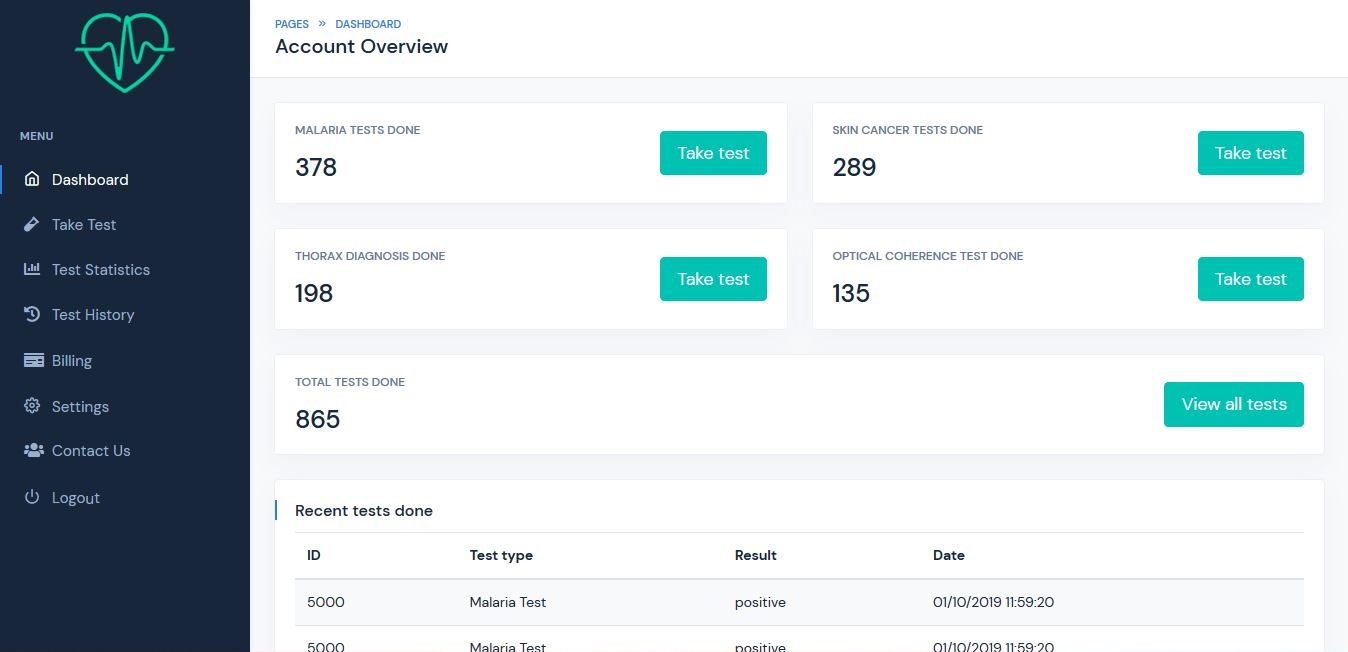 MENU
Dashboard
Take Test
Test Statistics
Test History
Billing
Settings
Contact Us
Logout
PAGES » DASHBOARD
Account Overview
MALARIA TESTS DONE
378
Take test
SKIN CANCER TESTS DONE
289
Take test
THORAX DIAGNOSIS DONE
198
Take test
OPTICAL COHERENCE TEST DONE
135
Take test
TOTAL TESTS DONE
865
View all tests
Recent tests done
ID Test type Result Date
5000 Malaria Test positive 01/10/2019 11:59:20
5000 Malaria Test positive 01/10/2019 11:59:20